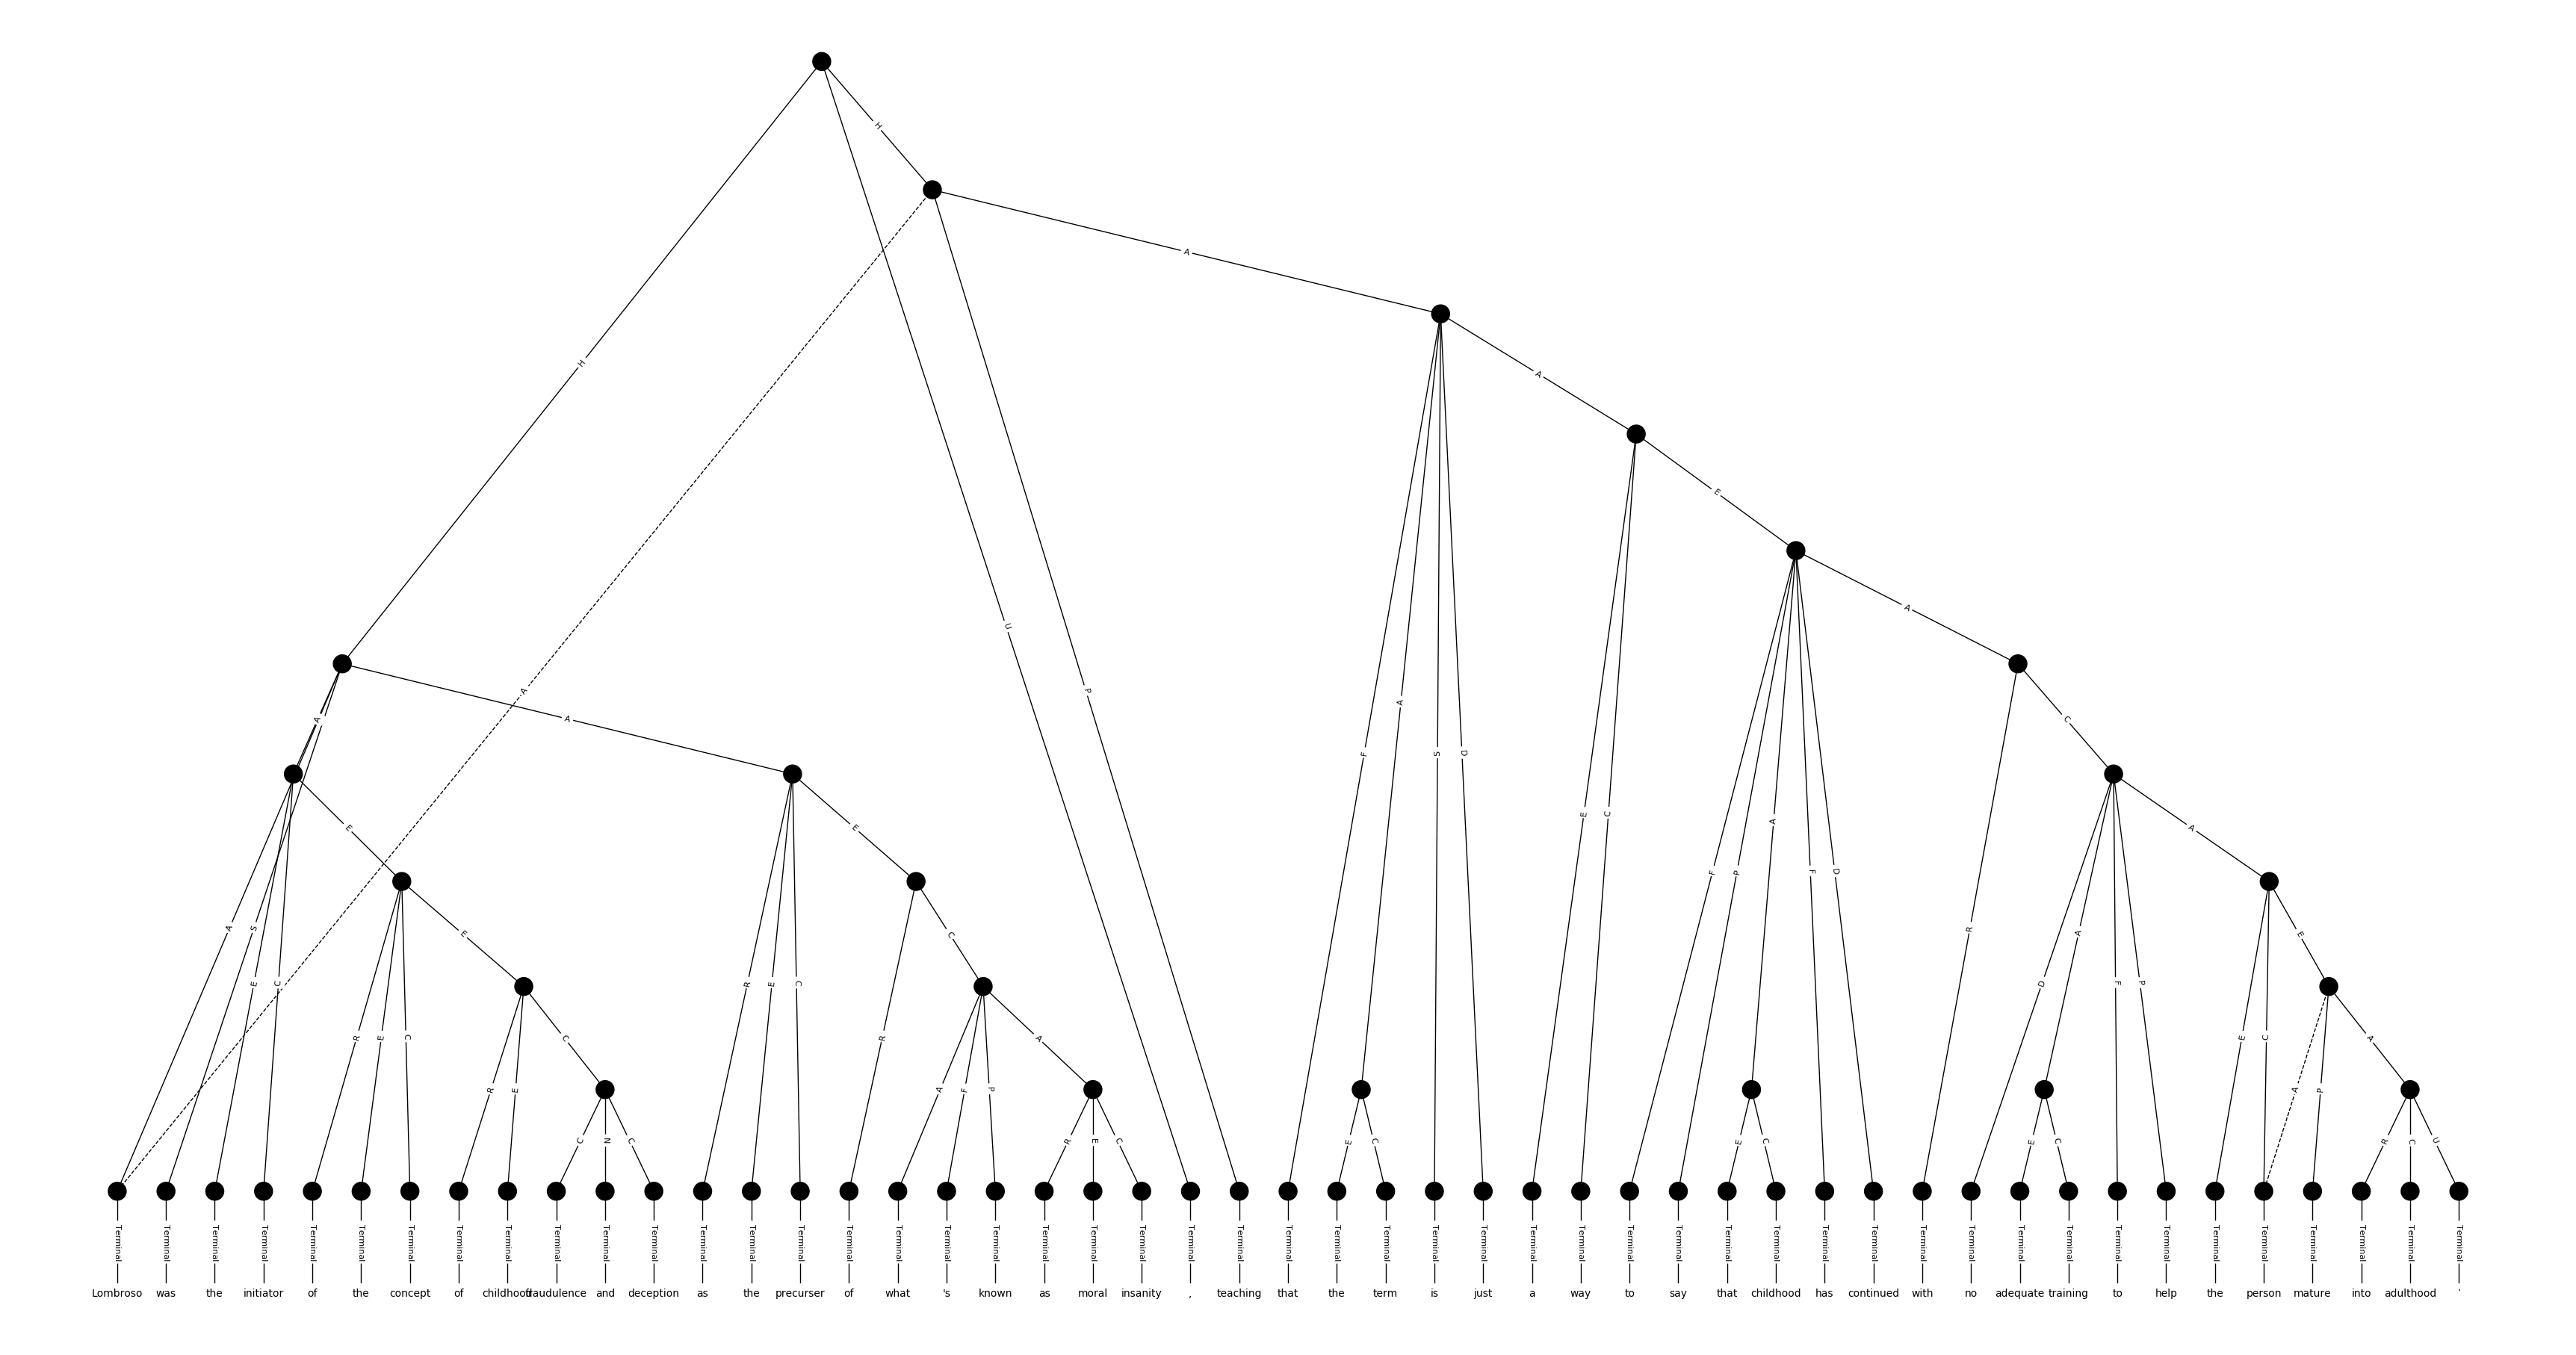 H
H
A
A
H
E
U
A
A
P
A
A
F
A
S
D
C
E
C
A
E
E
A
A
S
E
C
F
P
A
F
D
R
E
C
R
D
A
F
P
E
R
E
C
C
R
E
C
R
A
E
C
A
R
E
A
F
P
A
P
C
N
C
R
E
C
E
C
E
C
E
C
R
C
U
Terminal Terminal Terminal Terminal Terminal Terminal Terminal Terminal Terminal Terminal Terminal Terminal Terminal Terminal Terminal Terminal Terminal Terminal Terminal Terminal Terminal Terminal Terminal Terminal Terminal Terminal Terminal Terminal Terminal Terminal Terminal Terminal Terminal Terminal Terminal Terminal Terminal Terminal Terminal Terminal Terminal Terminal Terminal Terminal Terminal Terminal Terminal Terminal Terminal
Lombroso was the initiator of the concept of childhood fraudulence and deception as the precurser of what 's known as moral insanity , teaching that the term is just a way to say that childhood has continued with no adequate training to help the person mature into adulthood .